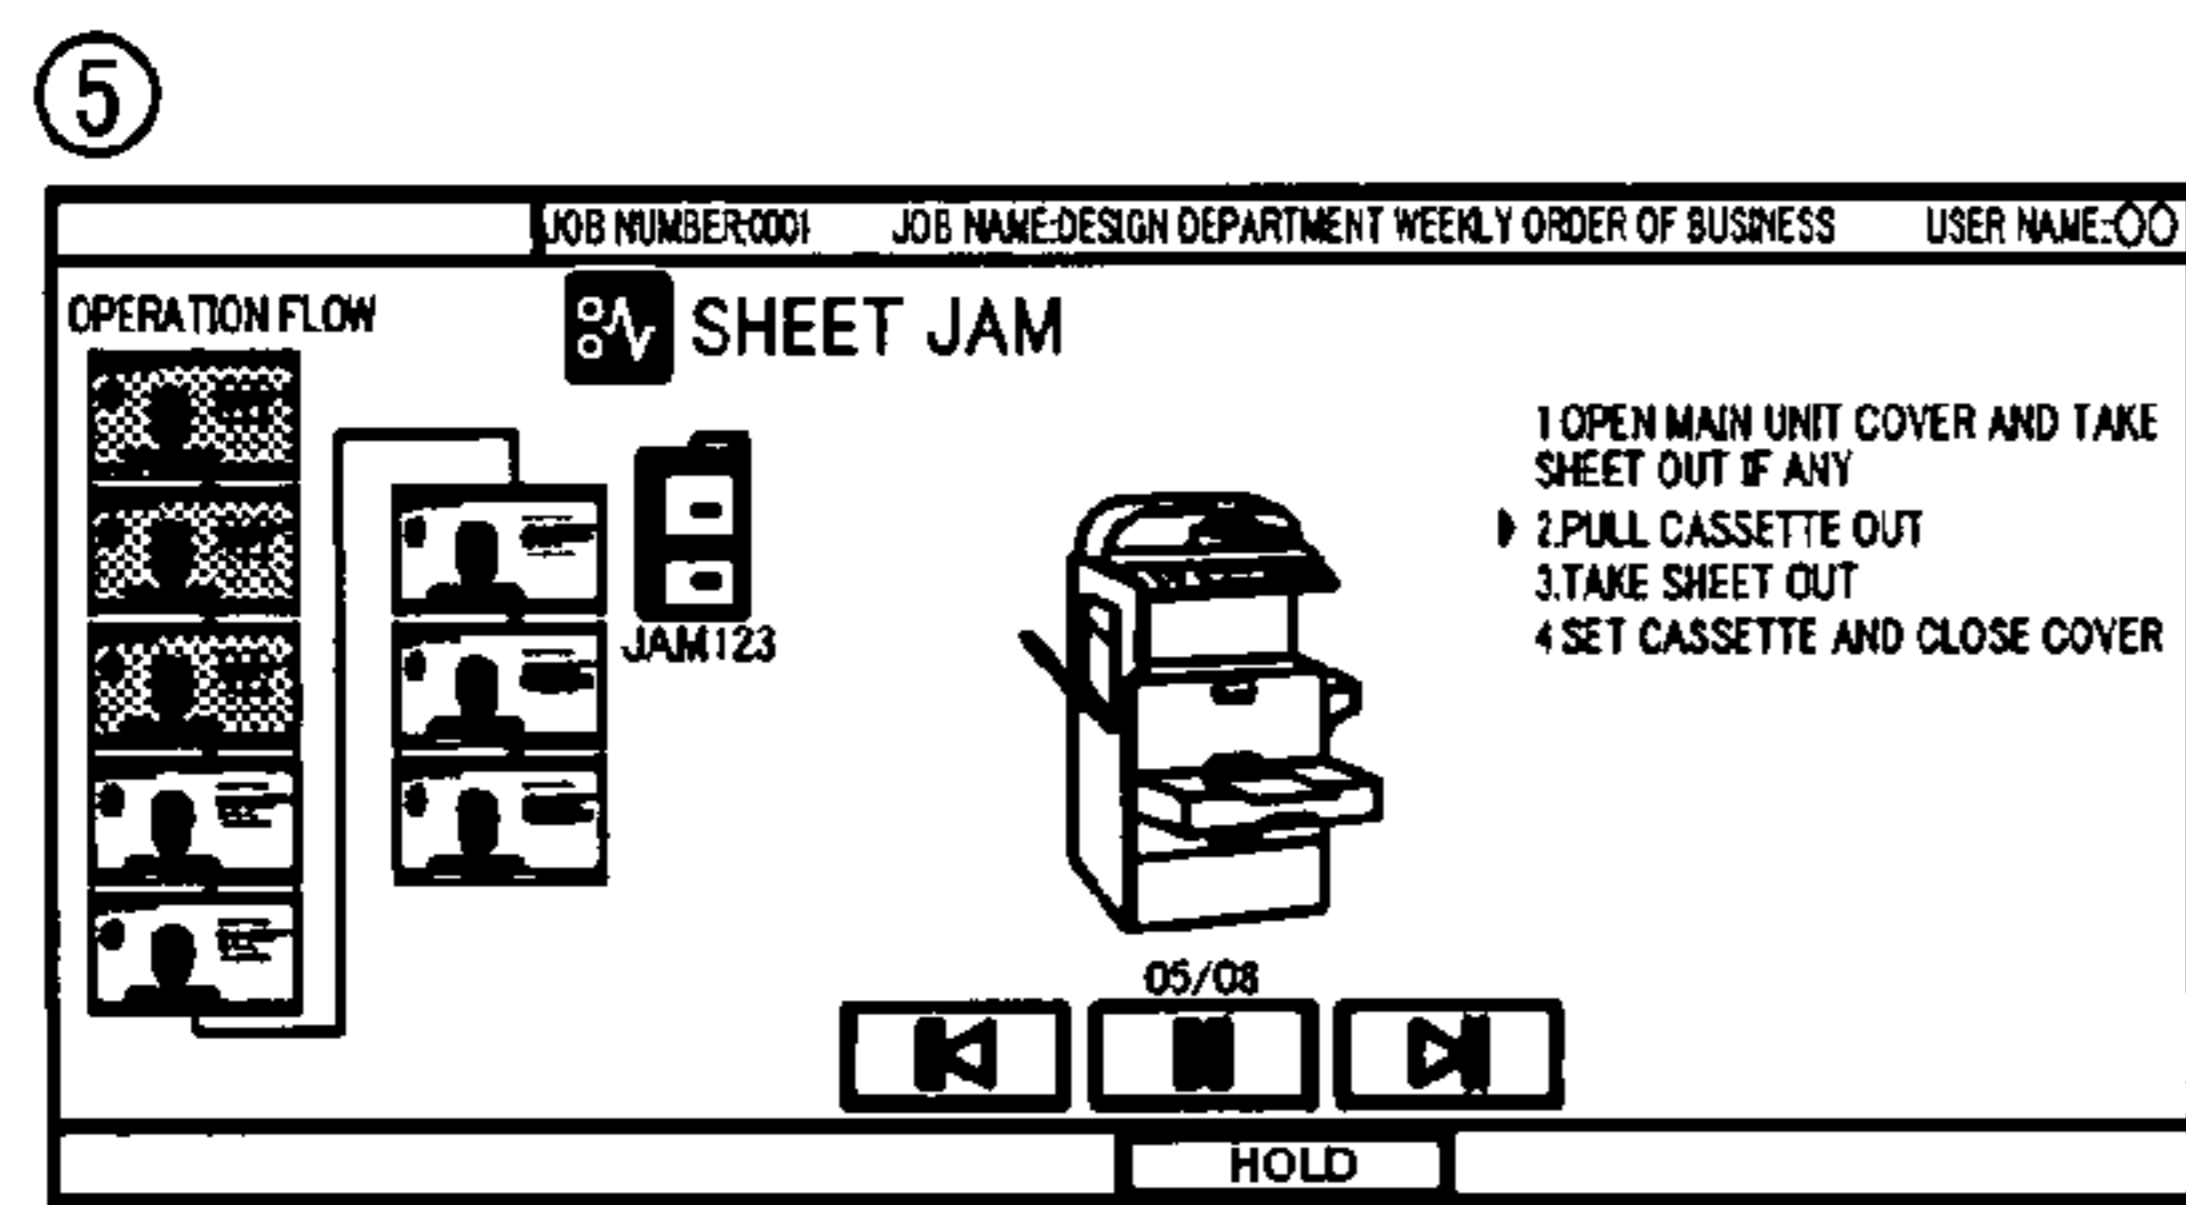 5
JOB NUMBER:0001 JOB NAME:DESIGN DEPARTMENT WEEKLY ORDER OF BUSINESS USER NAME:OO
OPERATION FLOW
SHEET JAM
1 OPEN MAIN UNIT COVER AND TAKE
SHEET OUT IF ANY
2.PULL CASSETTE OUT
3.TAKE SHEET OUT
4 SET CASSETTE AND CLOSE COVER
JAM123
05/08
HOLD